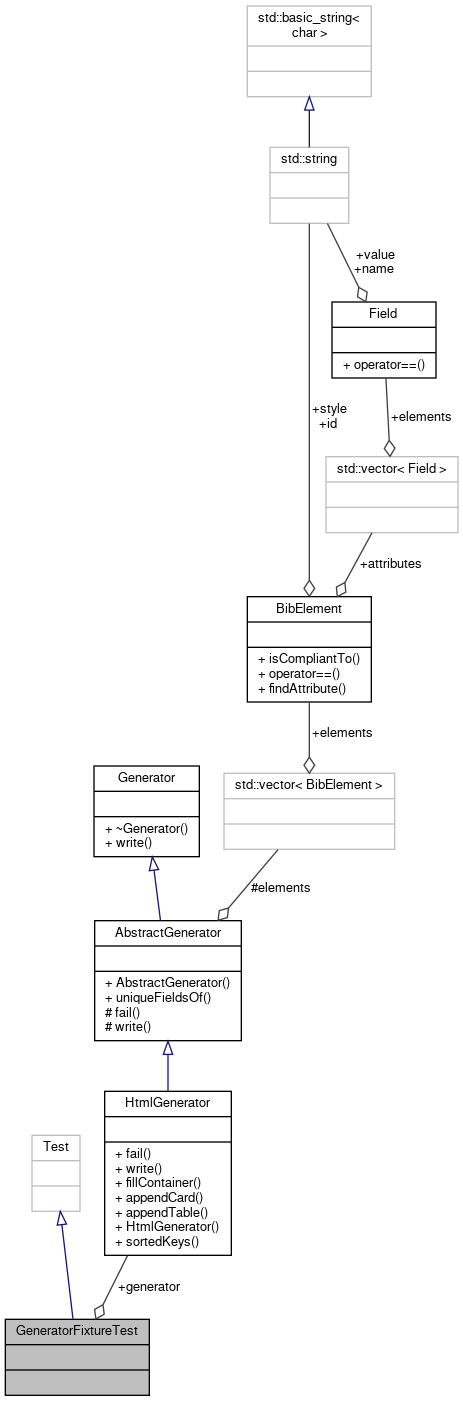 std::basic_string<
char >
std::string
+value
+name
Field
+ operator==()
+style
+id
+elements
std::vector< Field >
+attributes
BibElement
+ isCompliantTo()
+ operator==()
+ findAttribute()
+elements
Generator
+ ~Generator()
+ write()
std::vector< BibElement >
#elements
AbstractGenerator
+ AbstractGenerator()
+ uniqueFieldsOf()
# fail()
# write()
HtmlGenerator
+ fail()
+ write()
+ fillContainer()
+ appendCard()
+ appendTable()
+ HtmlGenerator()
+ sortedKeys()
Test
+generator
GeneratorFixtureTest